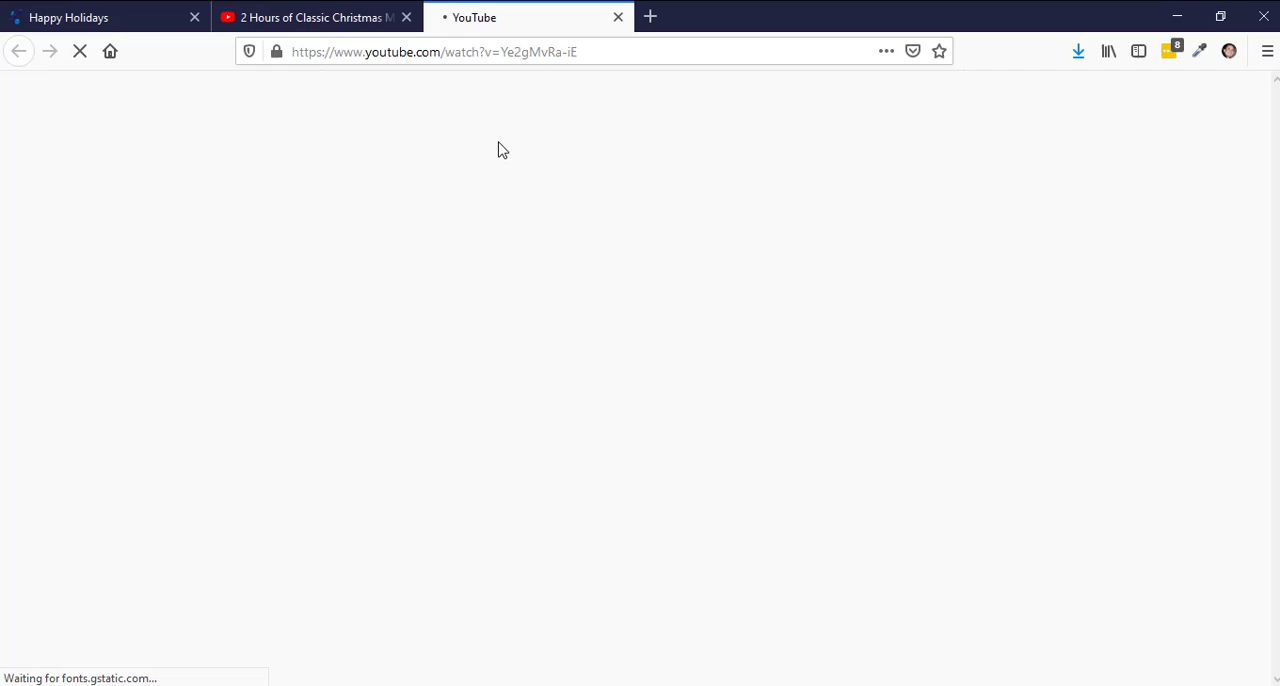 Happy Holidays
2 Hours of Classic Christmas M
YouTube
https://www.youtube.com/watch?v=Ye2gMvRa-iE
8
Waiting for fonts.gstatic.com...